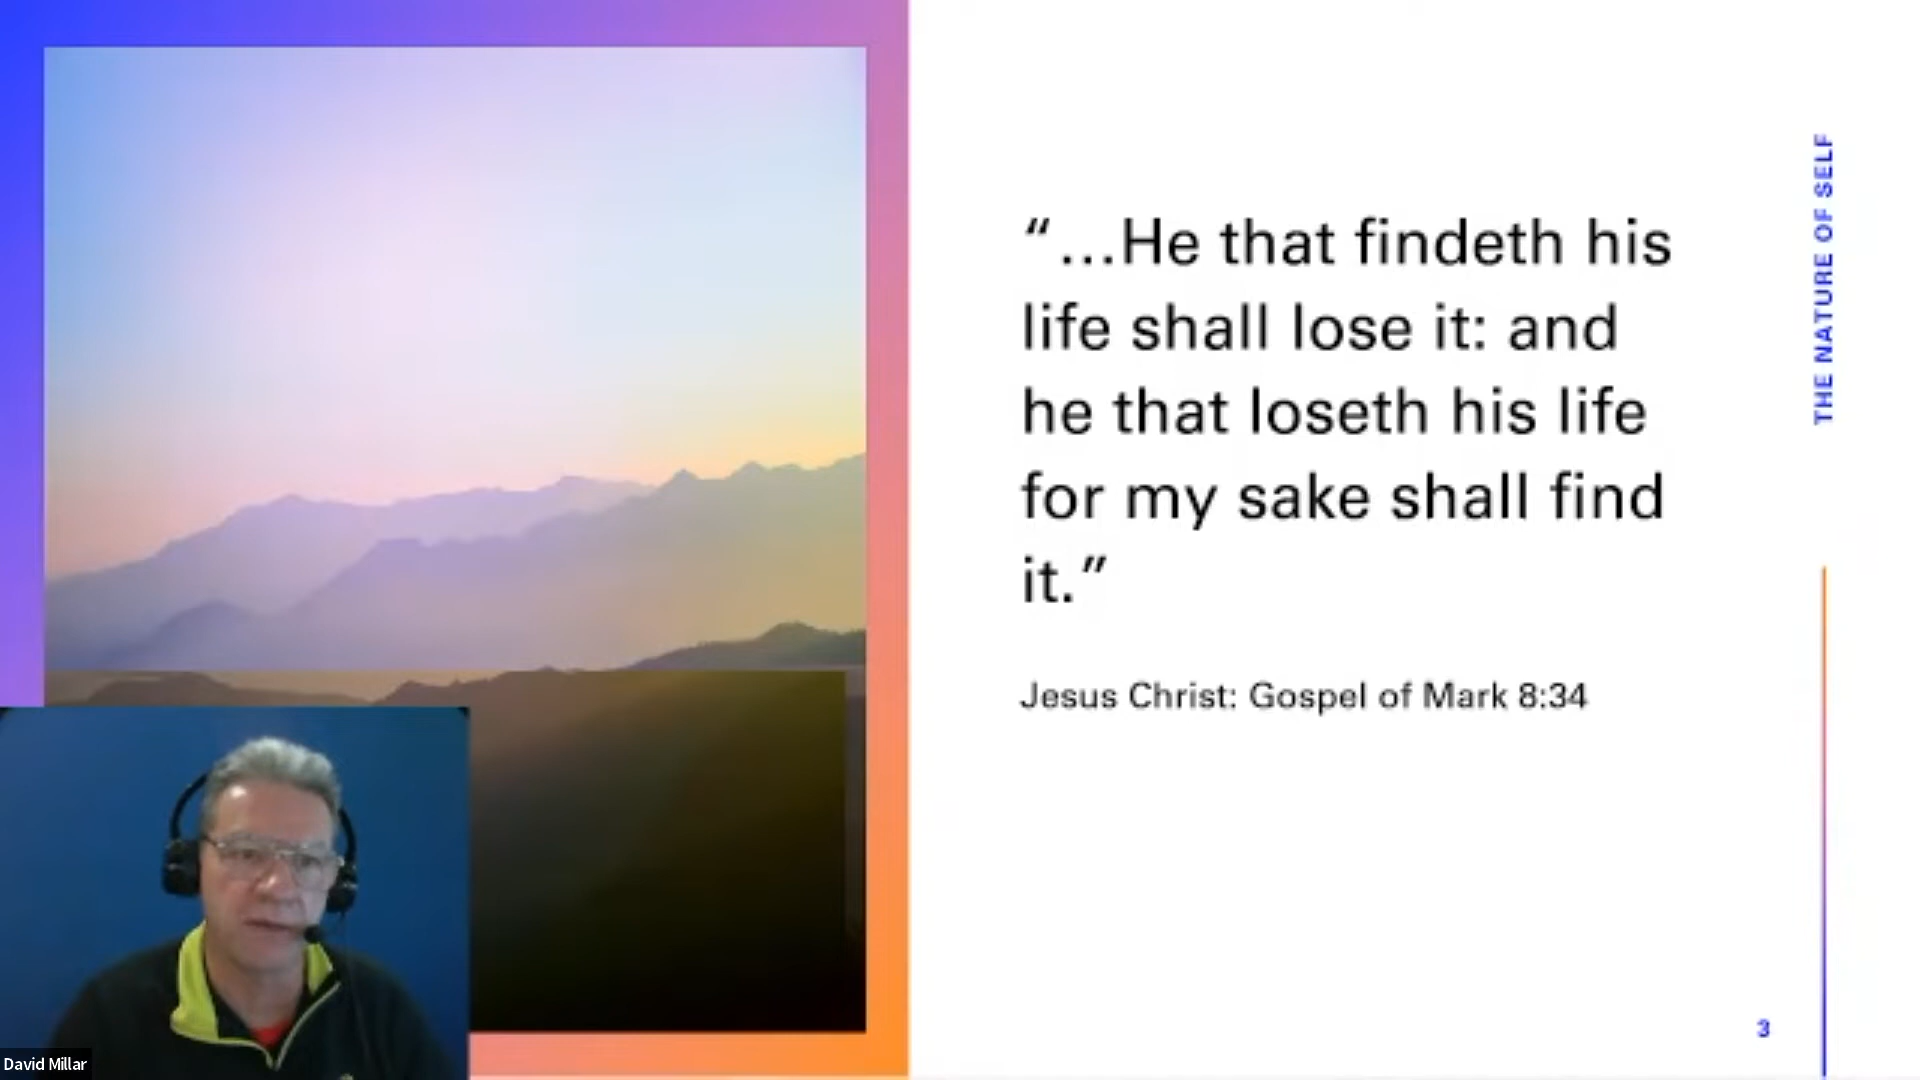 “…He that findeth his
life shall lose it: and
he that loseth his life
for my sake shall find
it.”
Jesus Christ: Gospel of Mark 8:34
THE NATURE OF SELF
3
David Millar